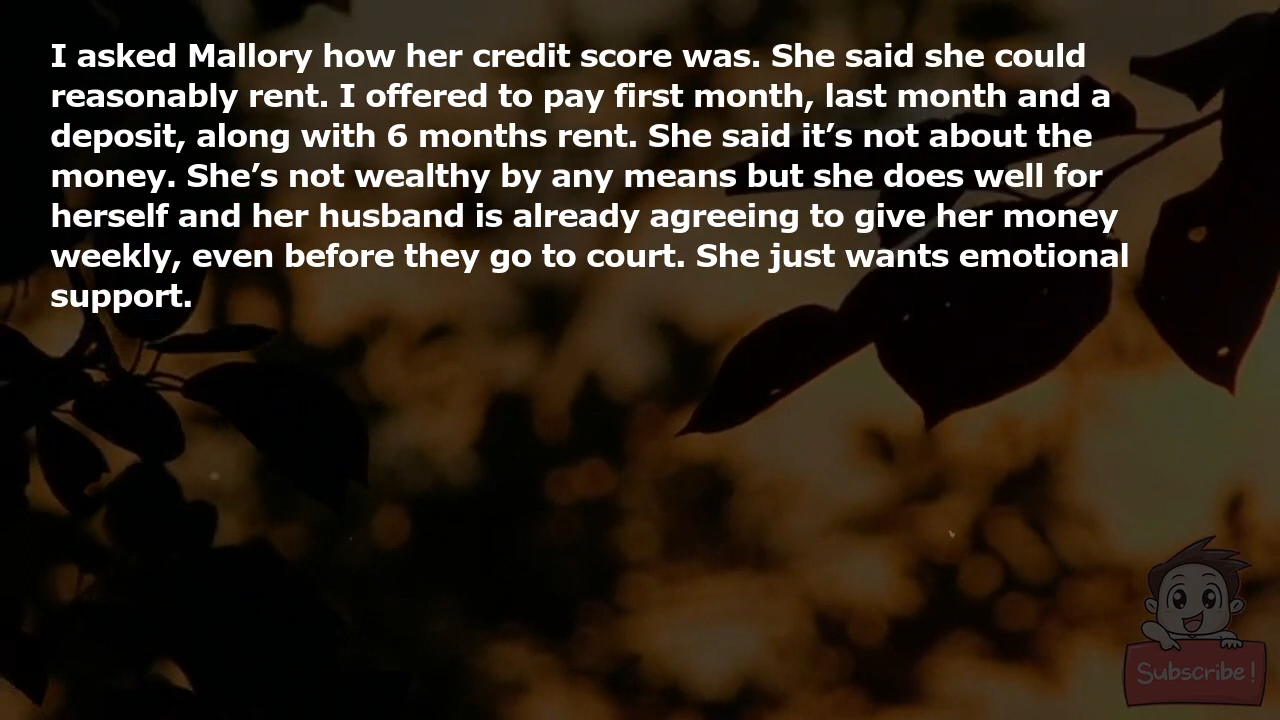 I asked Mallory how her credit score was. She said she could
reasonably rent. I offered to pay first month, last month and a
deposit, along with 6 months rent. She said it’s not about the
money. She’s not wealthy by any means but she does well for
herself and her husband is already agreeing to give her money
weekly, even before they go to court. She just wants emotional
support.
Subscribe!